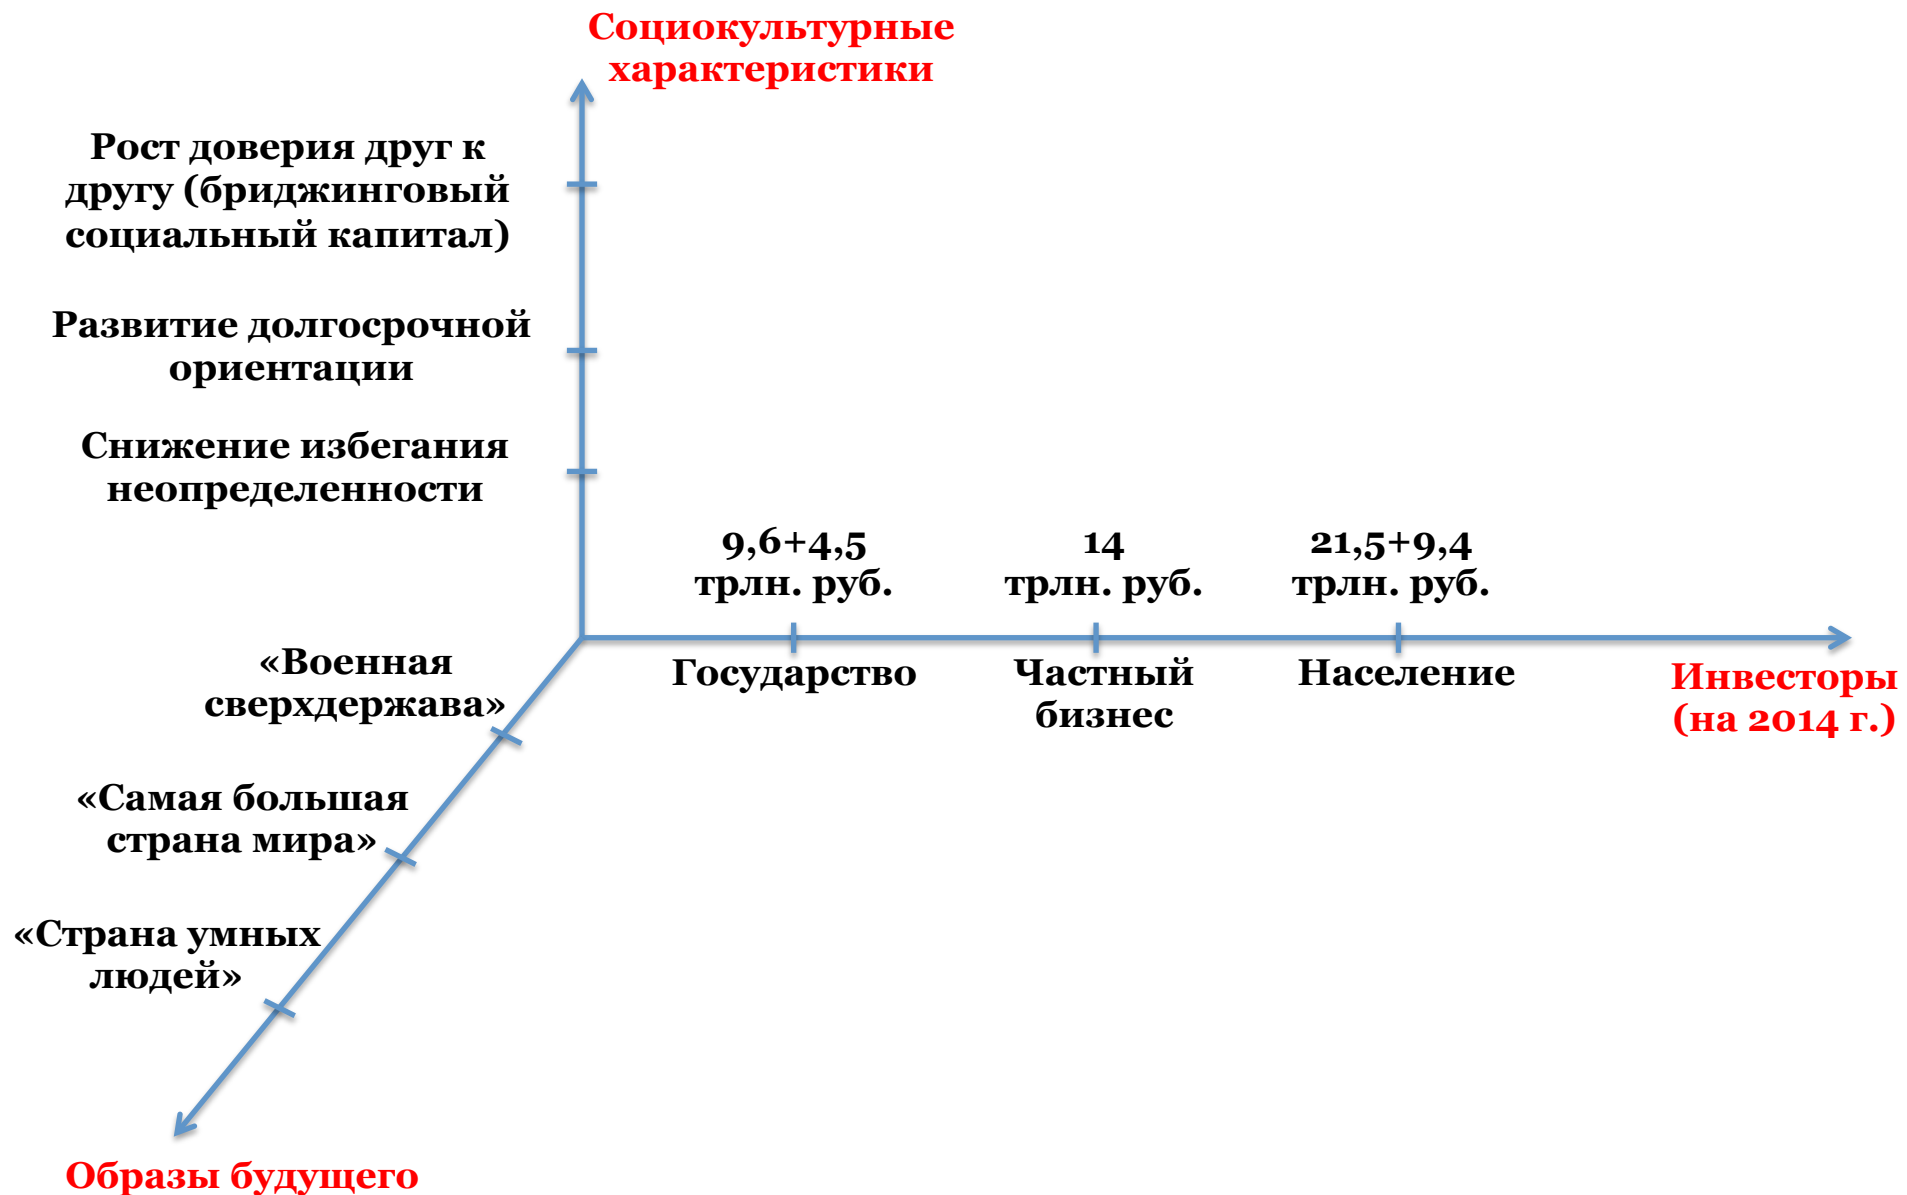 Социокультурные
характеристики
Рост доверия друг к
другу (бриджинговый
социальный капитал)
Развитие долгосрочной
ориентации
Снижение избегания
неопределенности
9,6+4,5
трлн. руб.
14
трлн. руб.
21,5+9,4
трлн. руб.
Государство
Частный
бизнес
Население
Инвесторы
(на 2014 г.)
«Военная
сверхдержава»
«Самая большая
страна мира»
«Страна умных
людей»
Образы будущего